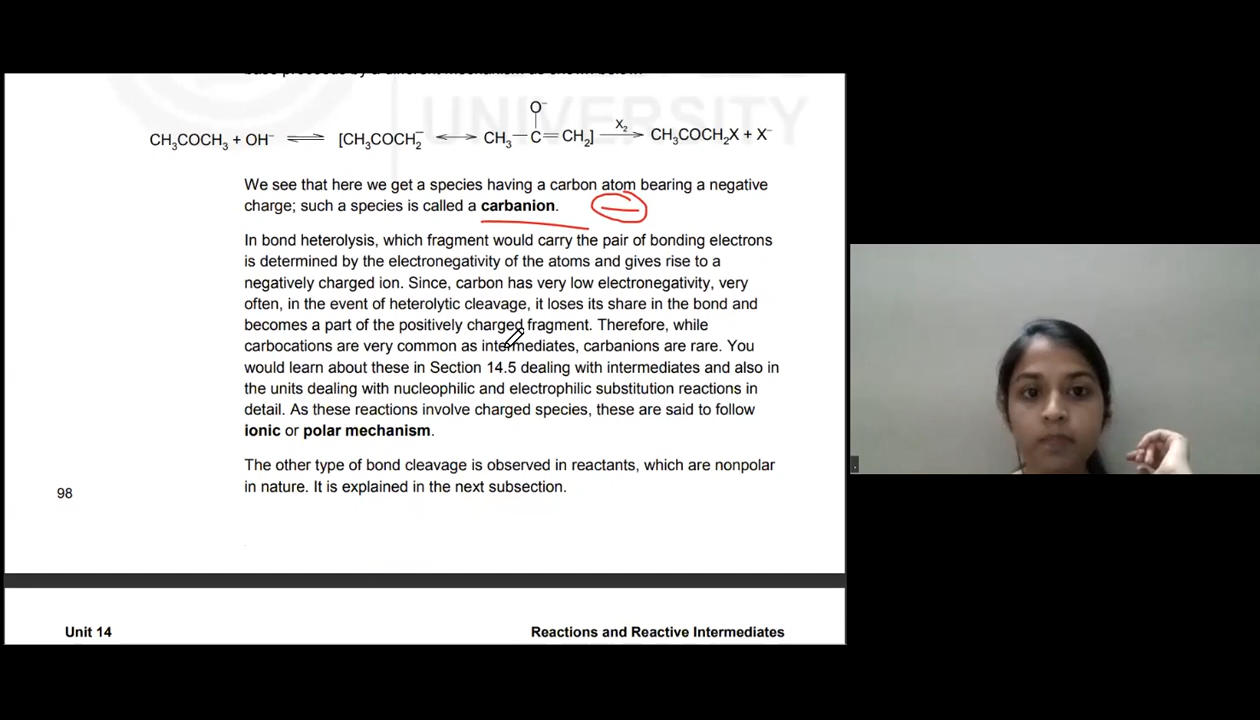 UNIVERSITY
CH₃COCH₃ + OH⁻ ⇌ [CH₃COCH₂⁻ ↔ CH₃—C(O⁻)=CH₂] —X₂→ CH₃COCH₂X + X⁻
We see that here we get a species having a carbon atom bearing a negative
charge; such a species is called a carbanion.
In bond heterolysis, which fragment would carry the pair of bonding electrons
is determined by the electronegativity of the atoms and gives rise to a
negatively charged ion. Since, carbon has very low electronegativity, very
often, in the event of heterolytic cleavage, it loses its share in the bond and
becomes a part of the positively charged fragment. Therefore, while
carbocations are very common as intermediates, carbanions are rare. You
would learn about these in Section 14.5 dealing with intermediates and also in
the units dealing with nucleophilic and electrophilic substitution reactions in
detail. As these reactions involve charged species, these are said to follow
ionic or polar mechanism.
The other type of bond cleavage is observed in reactants, which are nonpolar
in nature. It is explained in the next subsection.
98
Unit 14 Reactions and Reactive Intermediates